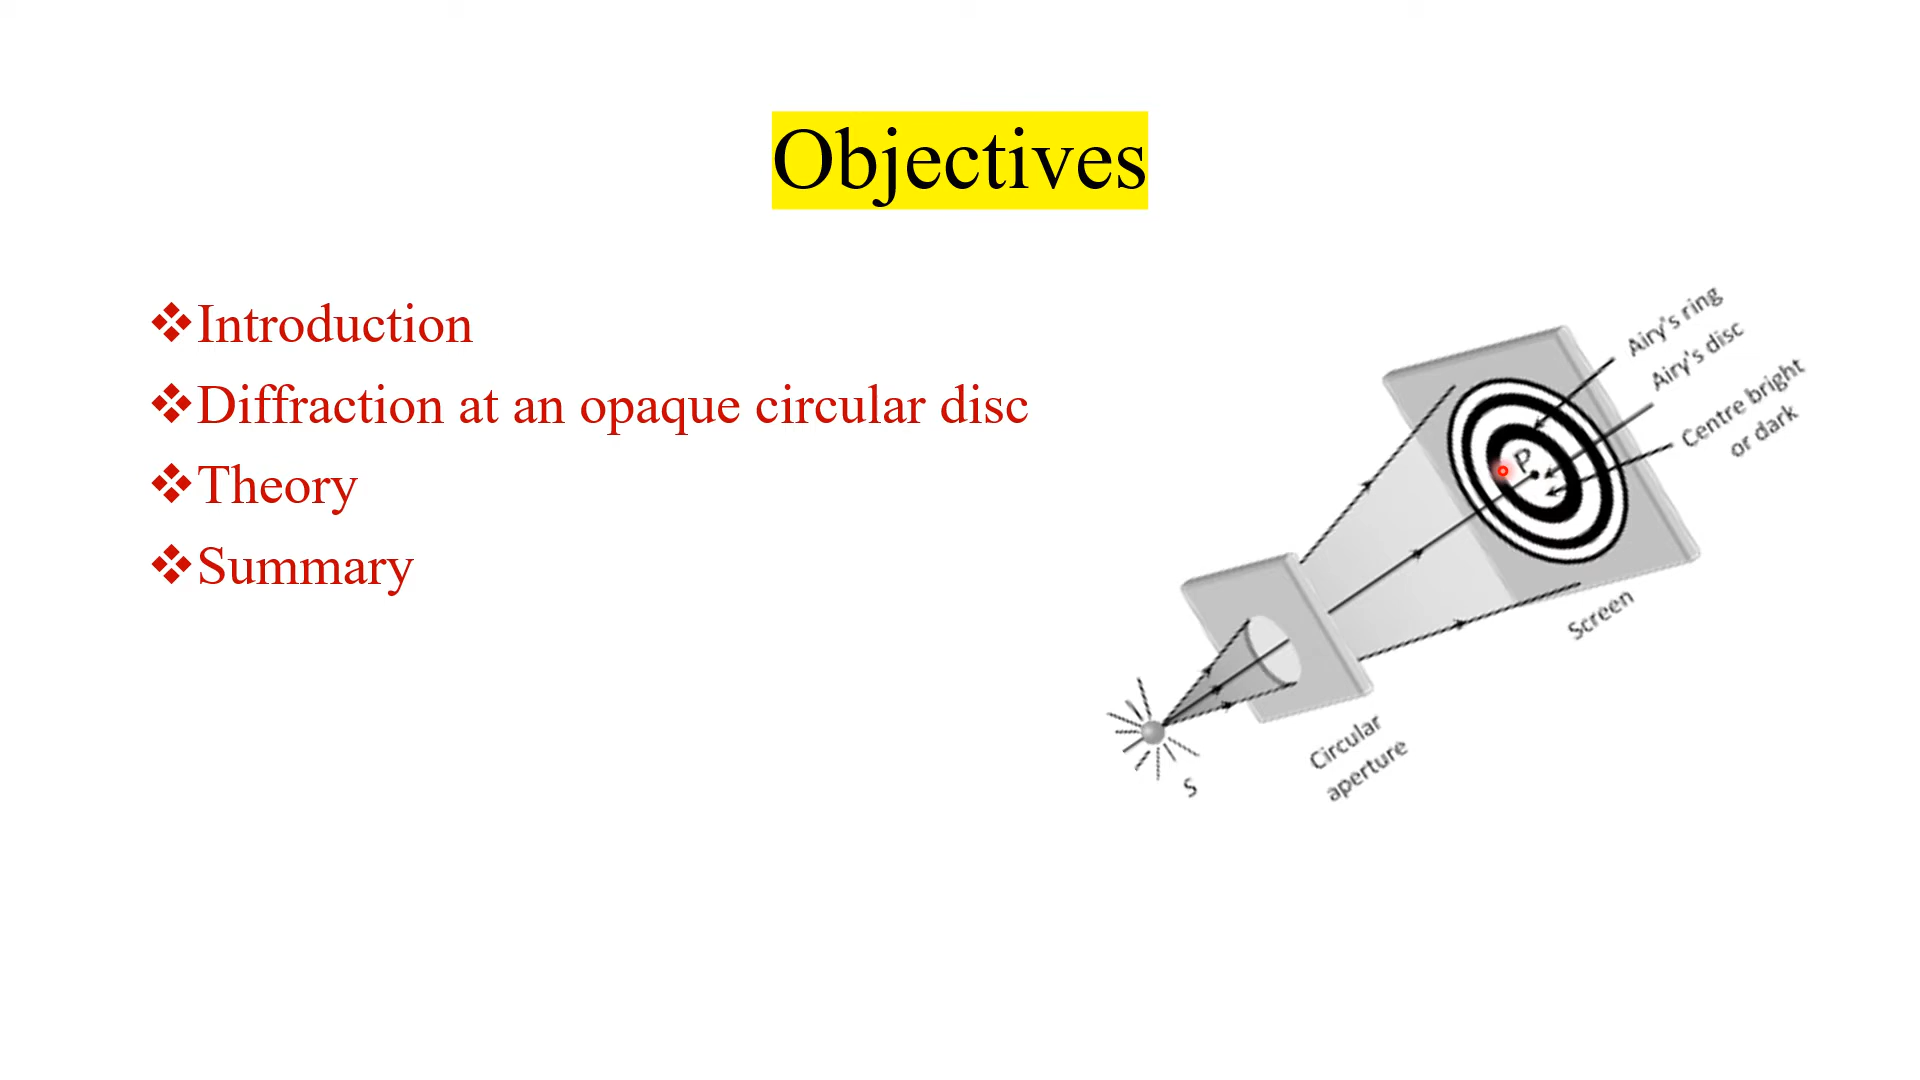 Objectives
❖Introduction
❖Diffraction at an opaque circular disc
❖Theory
❖Summary
Airy's ring
Airy's disc
Centre bright
or dark
P
Screen
Circular
aperture
S